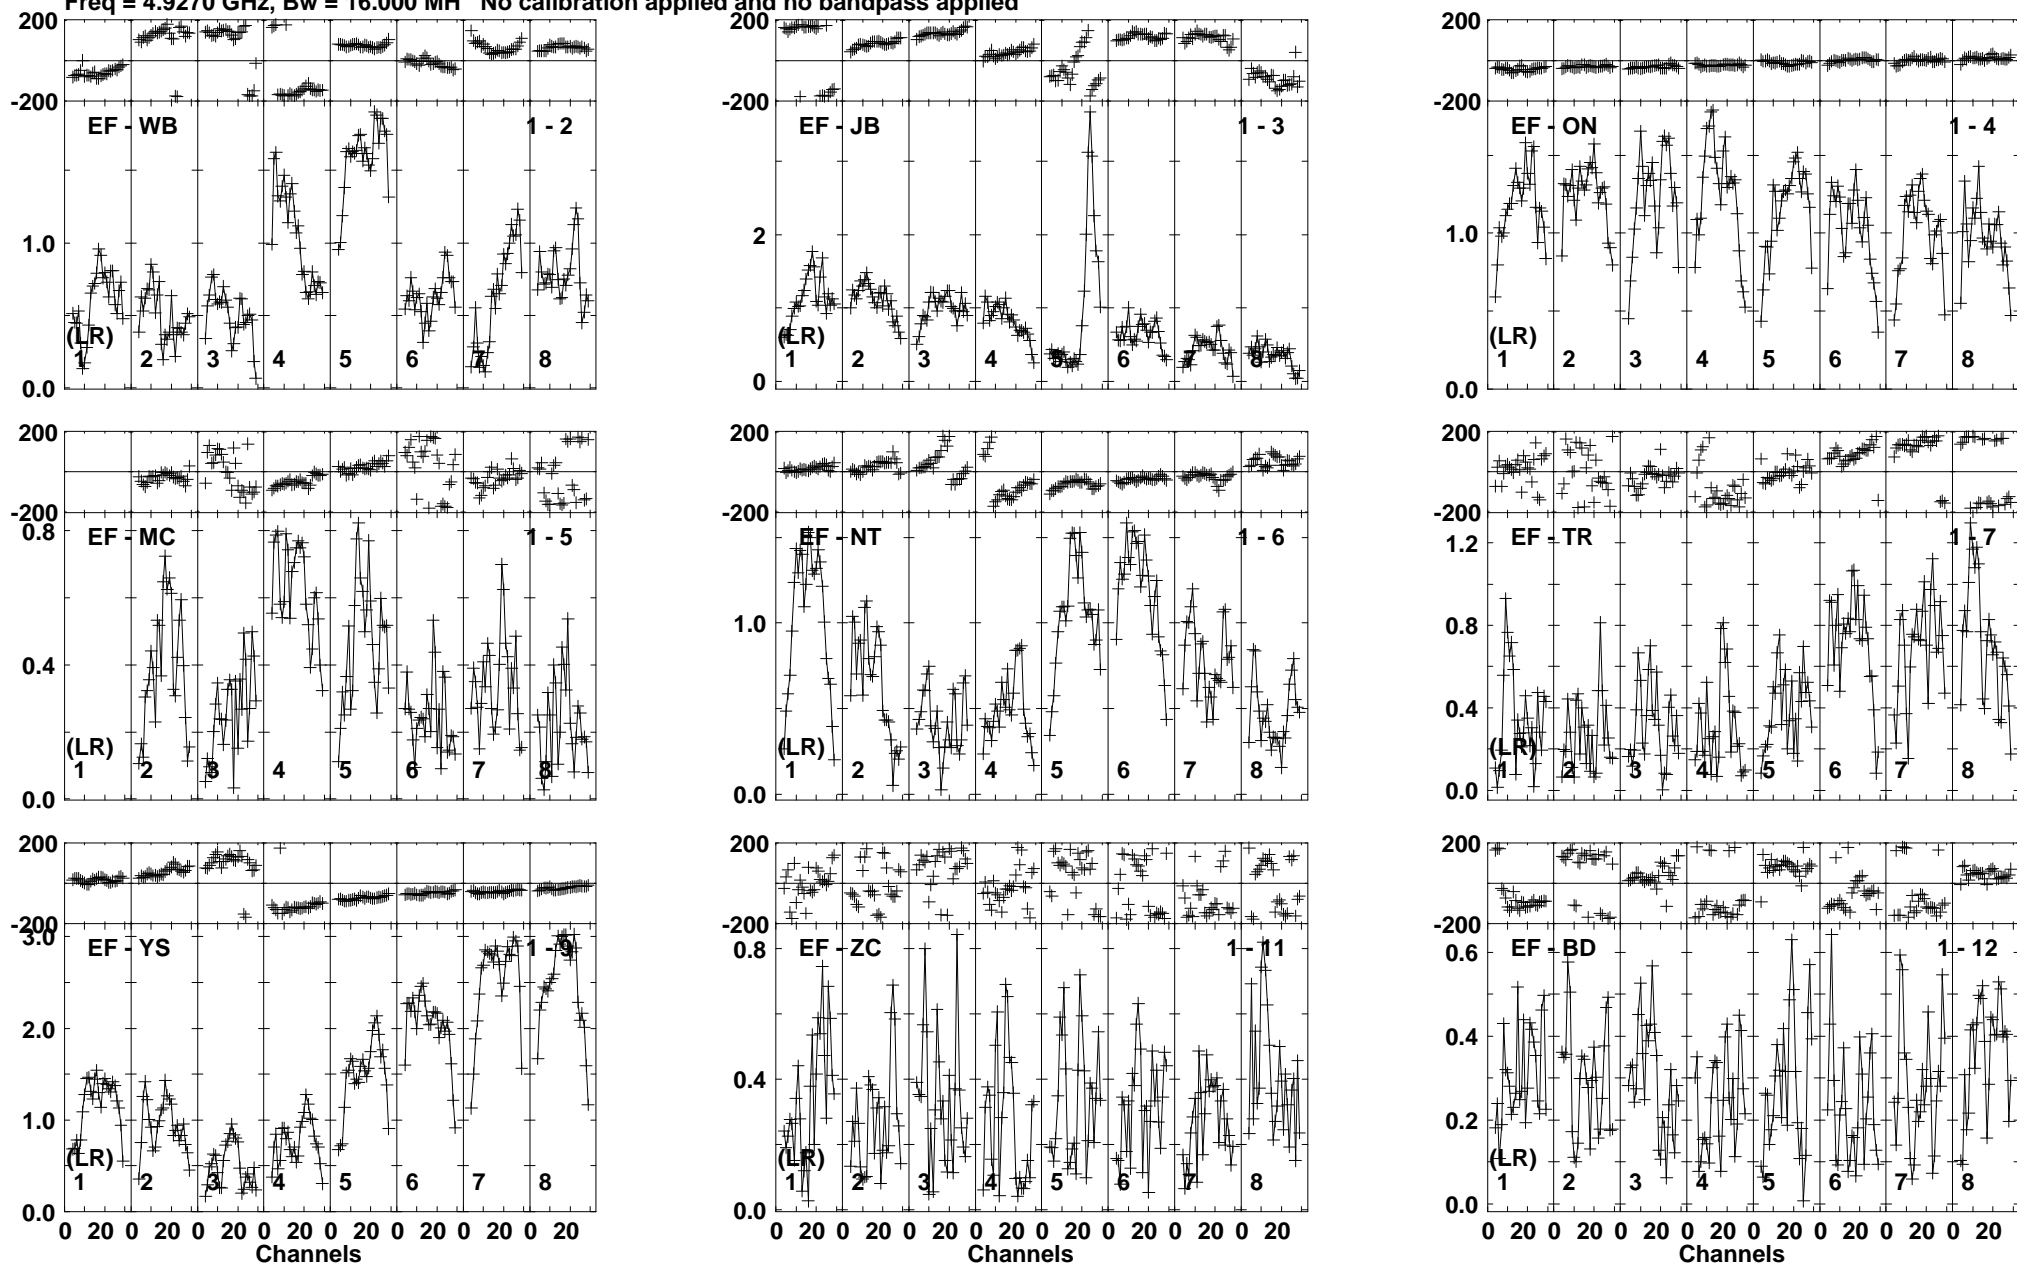 Freq = 4.9270 GHz, Bw = 16.000 MH No calibration applied and no bandpass applied
200
-200
EF - WB 1 - 2
1.0
(LR)
1 2 3 4 5 6 7 8
0.0
200
-200
EF - JB 1 - 3
2
(LR)
1 2 3 4 5 6 7 8
0
200
-200
EF - ON 1 - 4
1.0
(LR)
1 2 3 4 5 6 7 8
0.0
200
-200
0.8
EF - MC 1 - 5
0.4
(LR)
1 2 3 4 5 6 7 8
0.0
200
-200
EF - NT 1 - 6
1.0
(LR)
1 2 3 4 5 6 7 8
0.0
200
-200
EF - TR 1 - 7
1.2
0.8
0.4
(LR)
1 2 3 4 5 6 7 8
0.0
200
-200
3.0
EF - YS 1 - 9
2.0
1.0
(LR)
1 2 3 4 5 6 7 8
0.0
0 20 0 20 0 20 0 20 0 20 0 20 0 20 0 20
Channels
200
-200
0.8
EF - ZC 1 - 11
0.4
(LR)
1 2 3 4 5 6 7 8
0.0
0 20 0 20 0 20 0 20 0 20 0 20 0 20 0 20
Channels
200
-200
0.6
EF - BD 1 - 12
0.4
0.2
(LR)
1 2 3 4 5 6 7 8
0.0
0 20 0 20 0 20 0 20 0 20 0 20 0 20 0 20
Channels